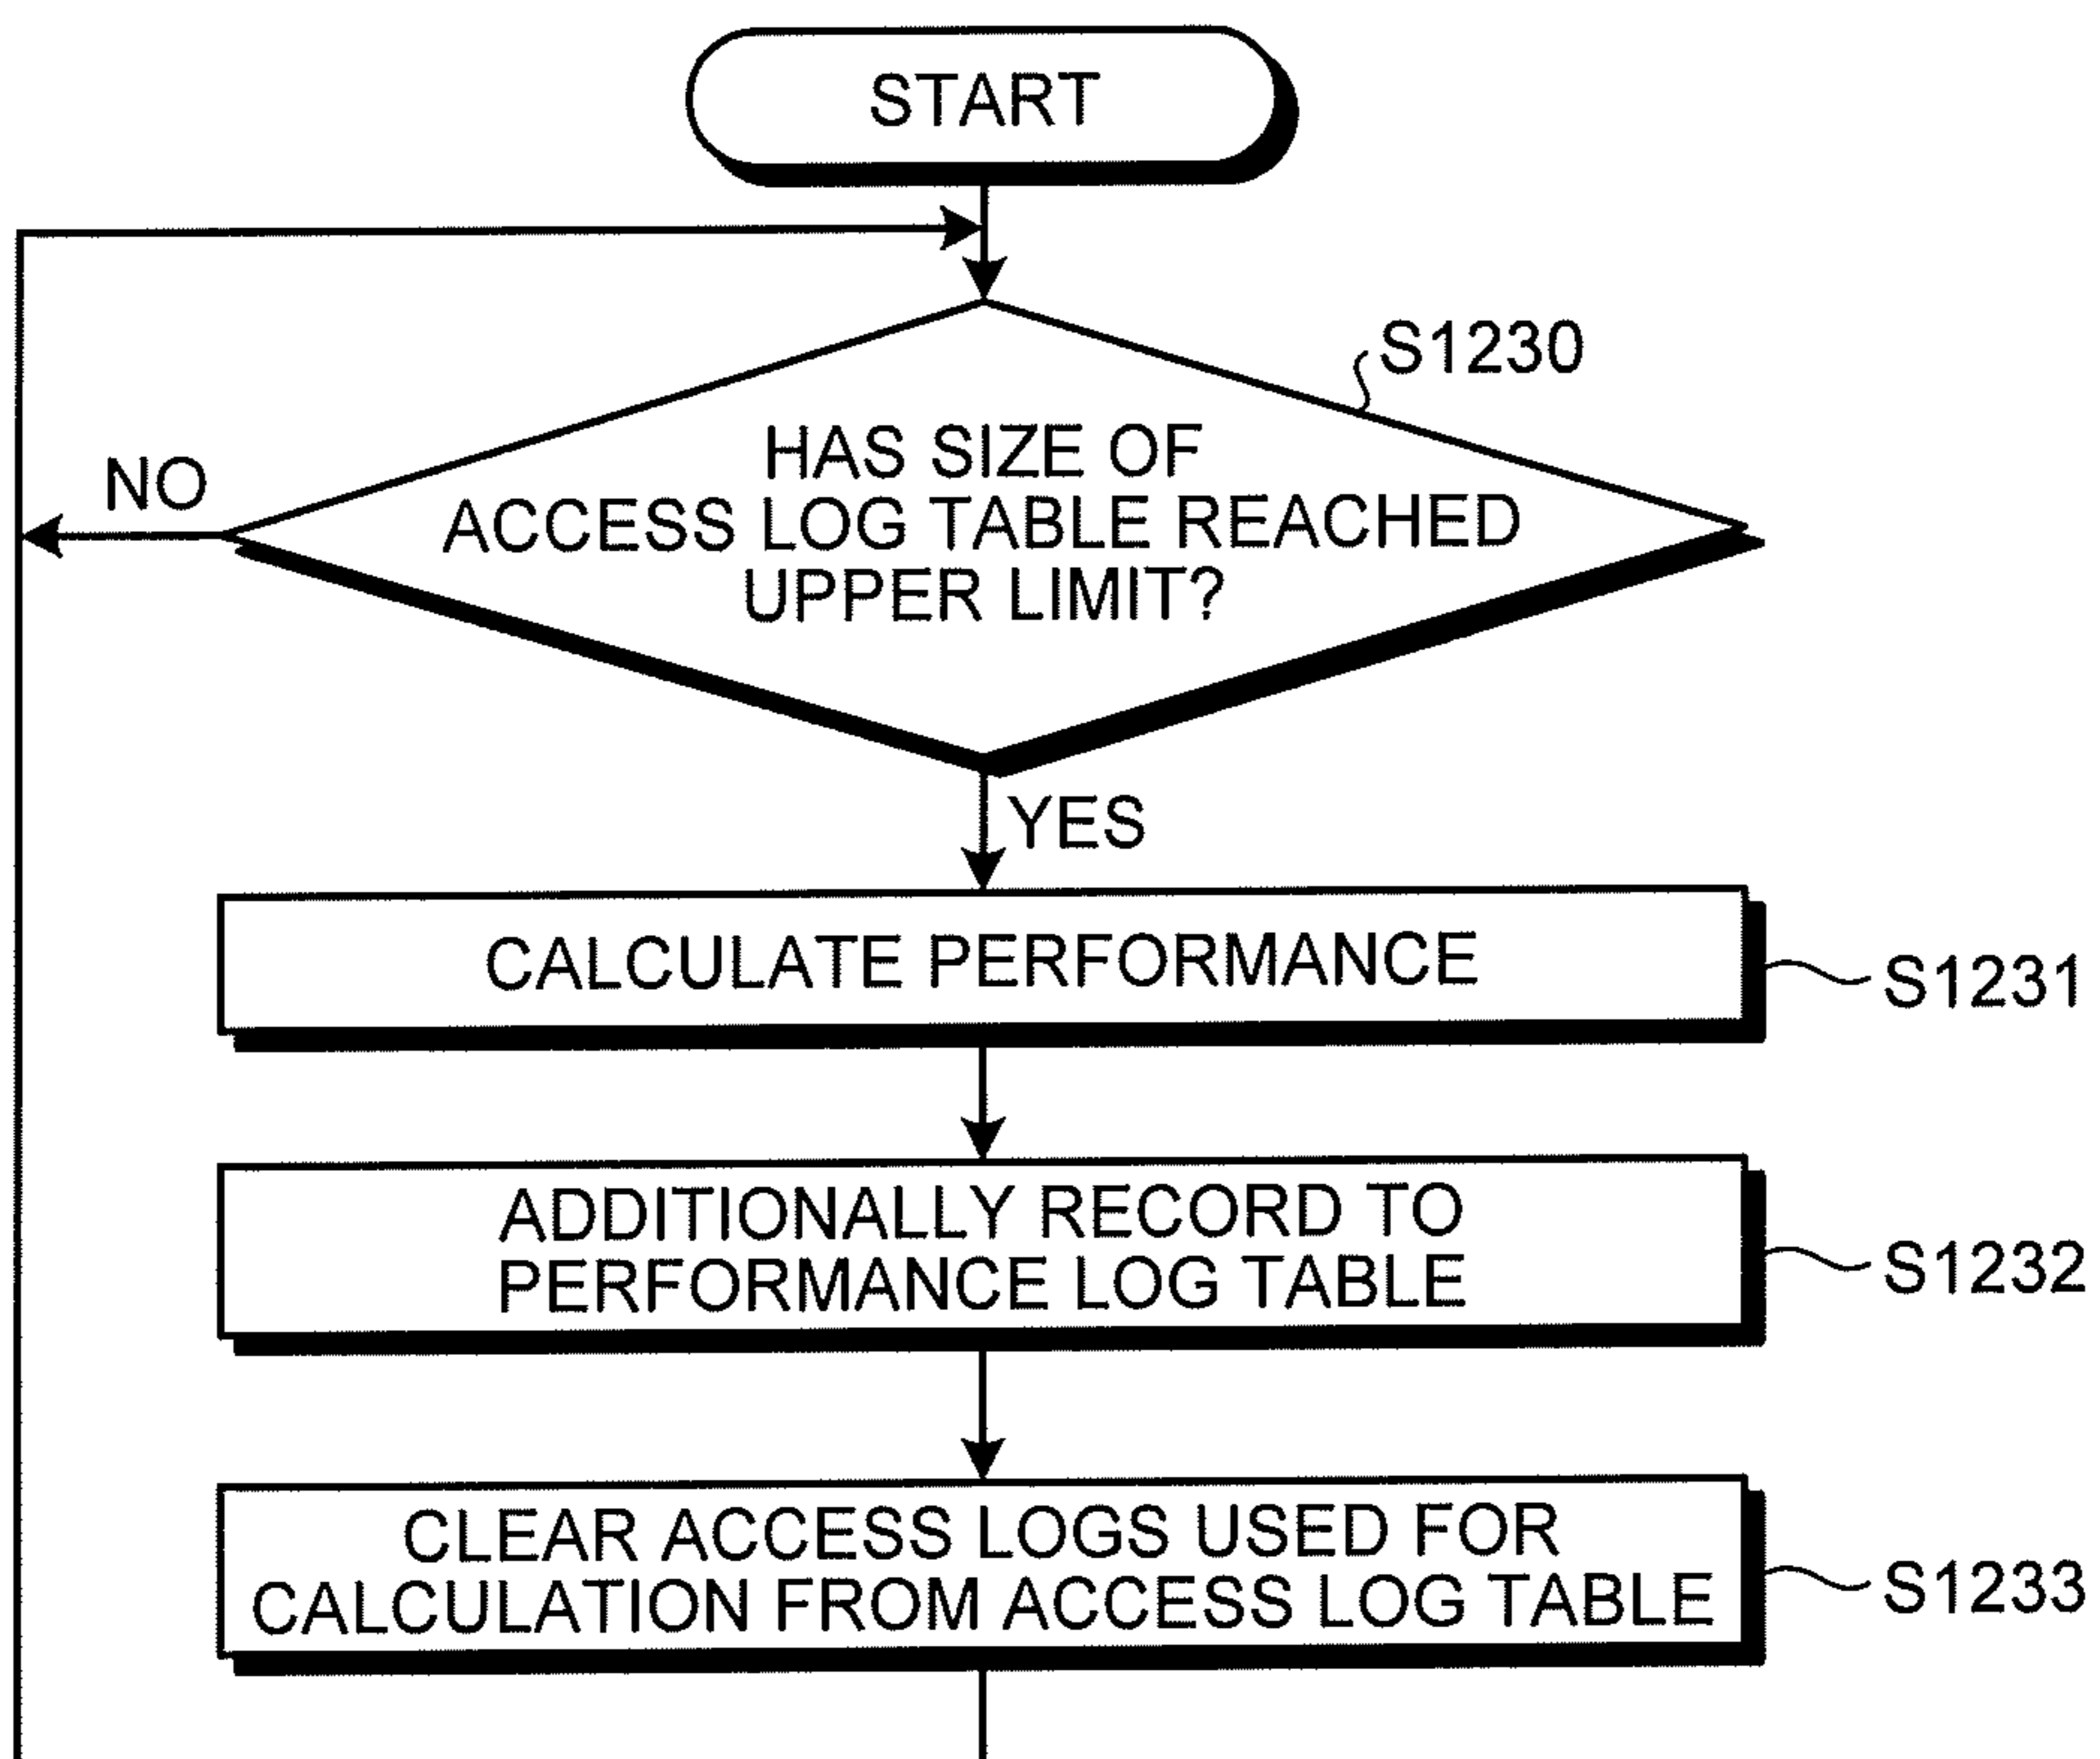 START
S1230
HAS SIZE OF
ACCESS LOG TABLE REACHED
UPPER LIMIT?
NO
YES
CALCULATE PERFORMANCE
S1231
ADDITIONALLY RECORD TO
PERFORMANCE LOG TABLE
S1232
CLEAR ACCESS LOGS USED FOR
CALCULATION FROM ACCESS LOG TABLE
S1233